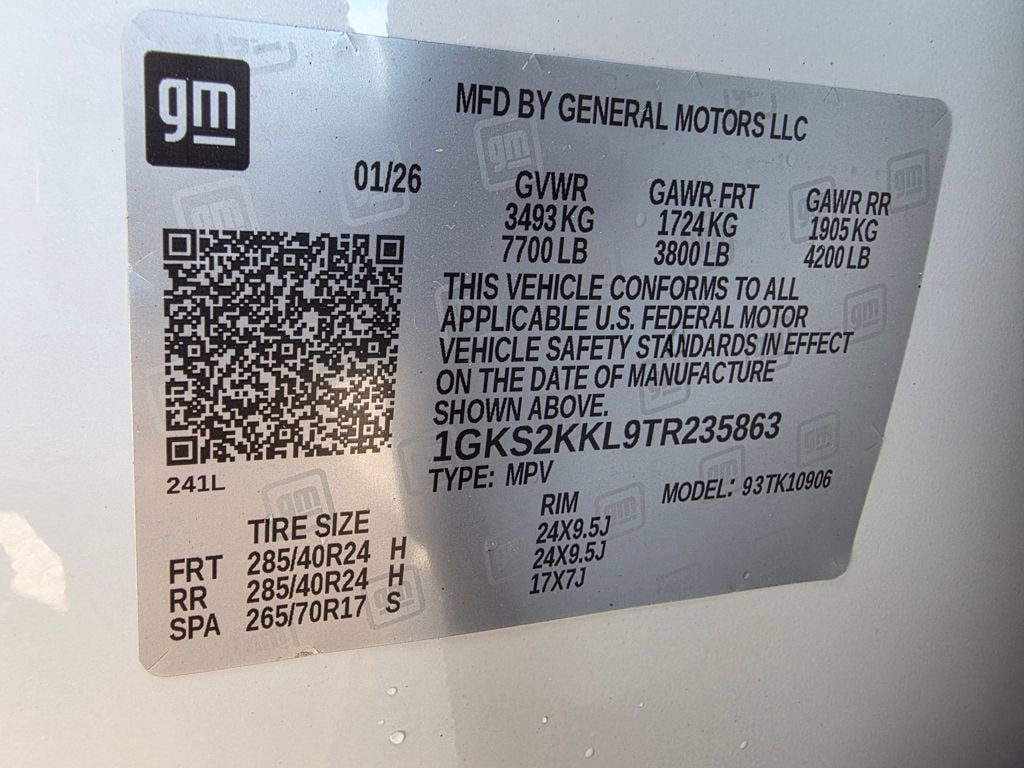 gm
MFD BY GENERAL MOTORS LLC
01/26
GVWR GAWR FRT GAWR RR
3493 KG 1724 KG 1905 KG
7700 LB 3800 LB 4200 LB
THIS VEHICLE CONFORMS TO ALL
APPLICABLE U.S. FEDERAL MOTOR
VEHICLE SAFETY STANDARDS IN EFFECT
ON THE DATE OF MANUFACTURE
SHOWN ABOVE.
1GKS2KKL9TR235863
TYPE: MPV MODEL: 93TK10906
241L
TIRE SIZE RIM
FRT 285/40R24 H 24X9.5J
RR 285/40R24 H 24X9.5J
SPA 265/70R17 S 17X7J